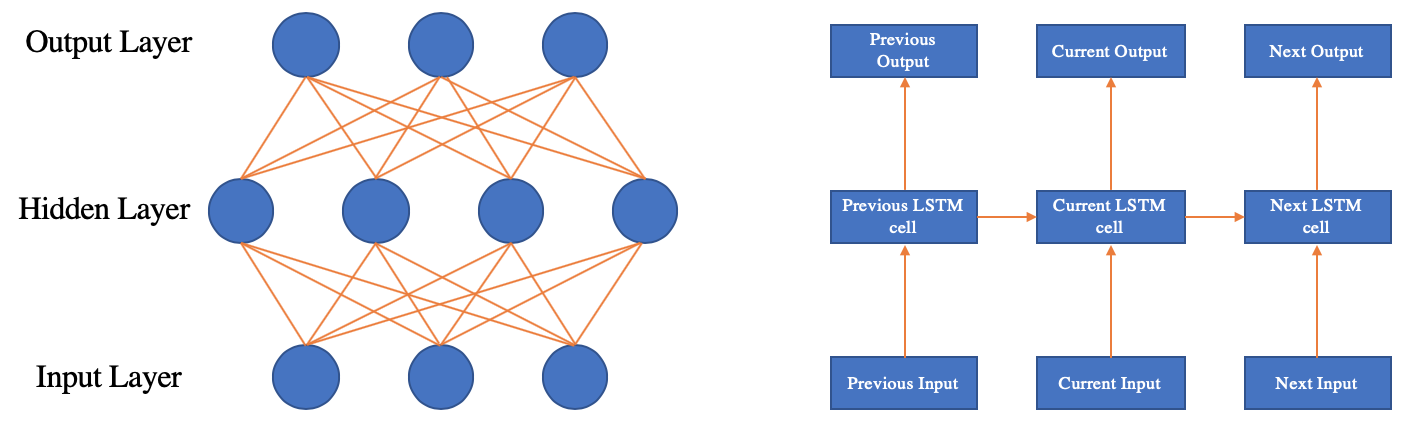 Output Layer
Hidden Layer
Input Layer
Previous
Output
Current Output
Next Output
Previous LSTM
cell
Current LSTM
cell
Next LSTM
cell
Previous Input
Current Input
Next Input